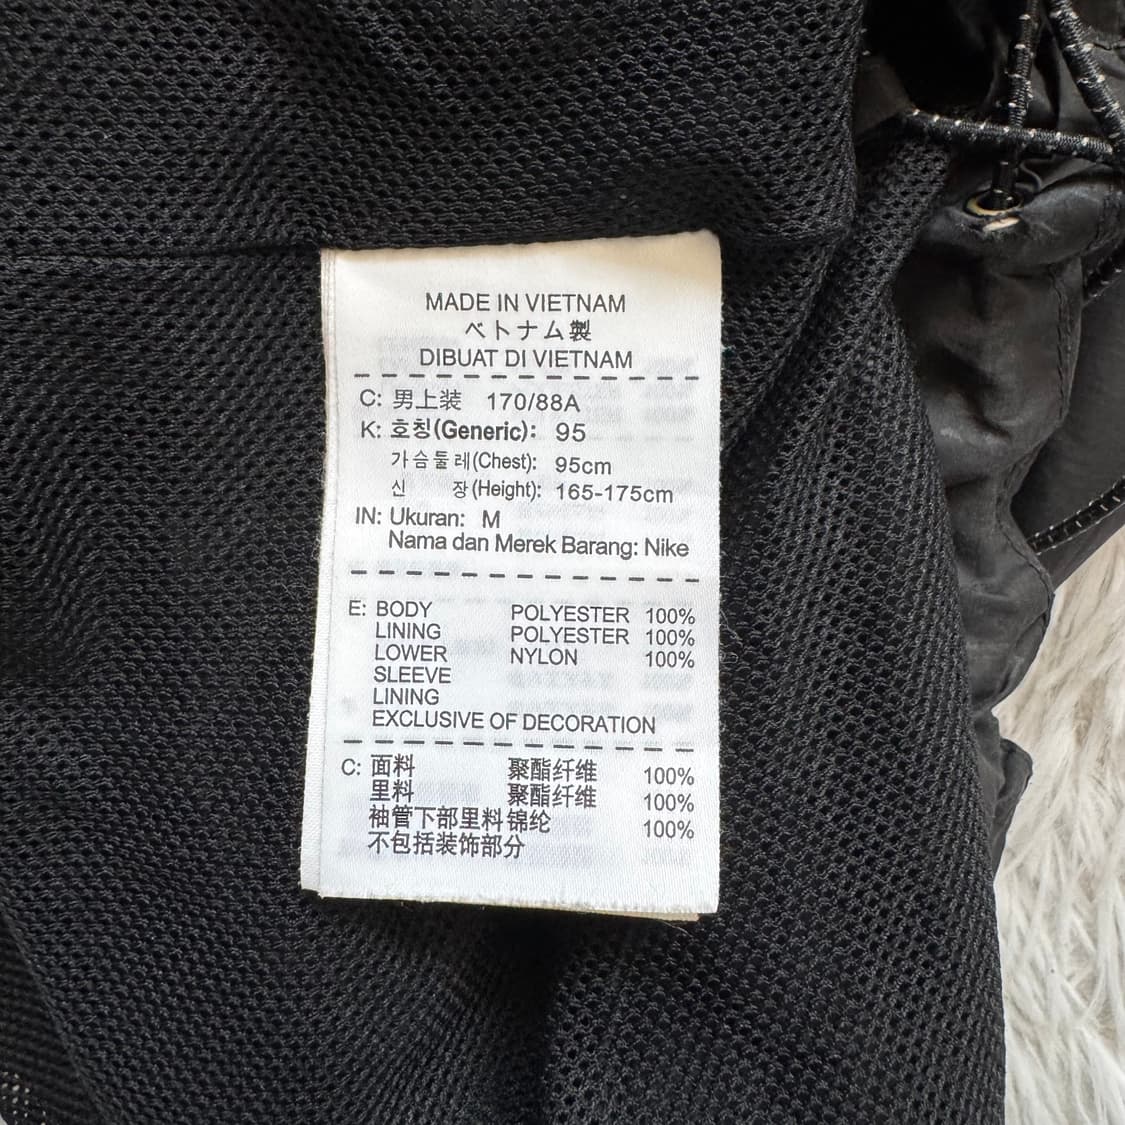 MADE IN VIETNAM
ベトナム製
DIBUAT DI VIETNAM
C: 男上装 170/88A
K: 호칭(Generic): 95
가슴둘레(Chest): 95cm
신 장(Height): 165-175cm
IN: Ukuran: M
Nama dan Merek Barang: Nike
E: BODY POLYESTER 100%
LINING POLYESTER 100%
LOWER NYLON 100%
SLEEVE
LINING
EXCLUSIVE OF DECORATION
C: 面料 聚酯纤维 100%
里料 聚酯纤维 100%
袖管下部里料 锦纶 100%
不包括装饰部分